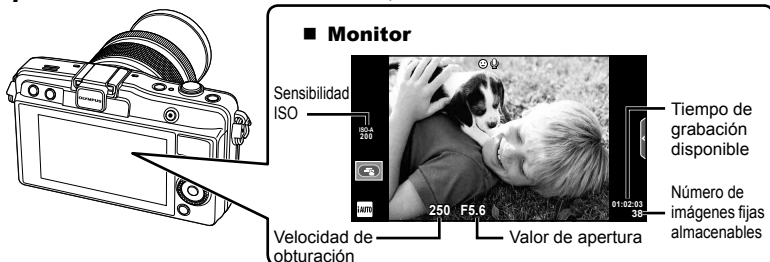 ■ Monitor
Sensibilidad
ISO
ISO-A
200
Tiempo de
grabación
disponible
01:02:03
38
Número de
imágenes fijas
almacenables
iAUTO
250 F5.6
Velocidad de
obturación
Valor de apertura
OLYMPUS